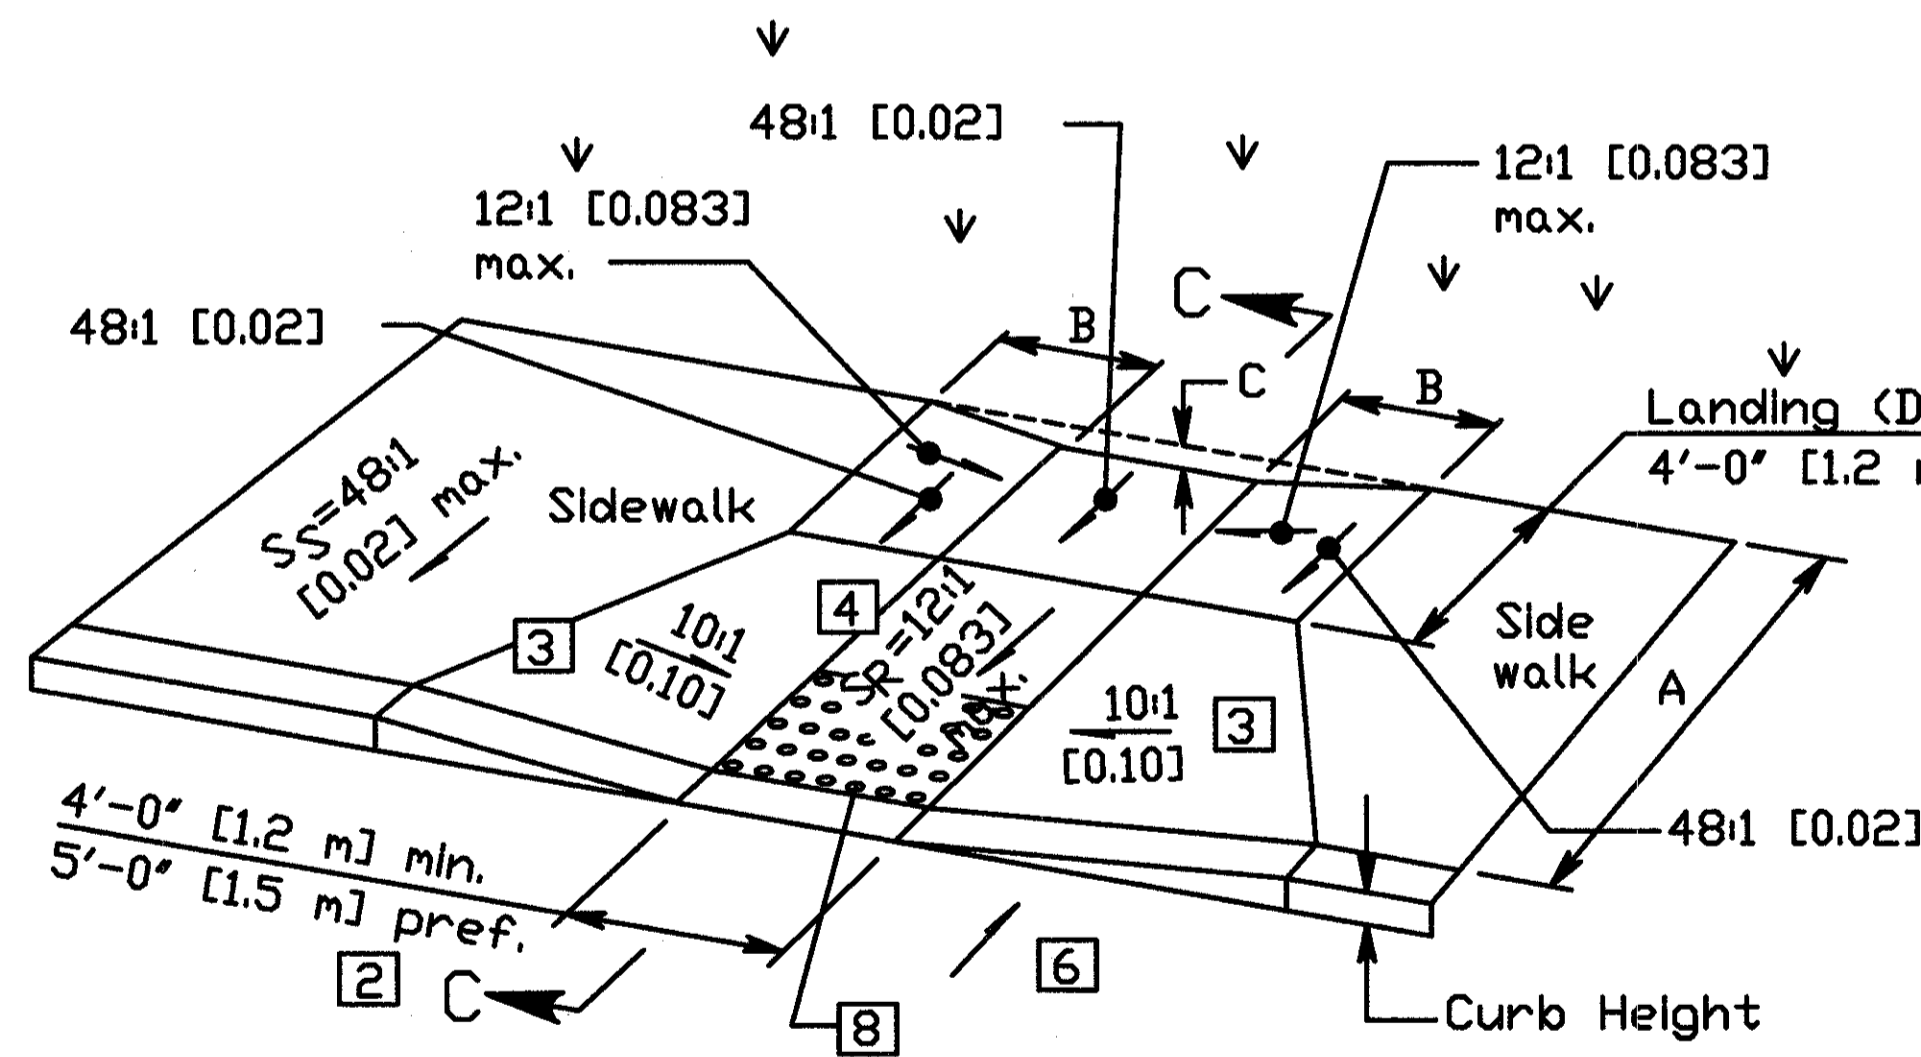 48:1 [0.02]
12:1 [0.083]
max.
12:1 [0.083]
max.
48:1 [0.02]
B
C
C
B
Landing (D
4'-0" [1.2
SS=48:1
[0.02] max.
Sidewalk
4
SR=12:1
[0.083]
max.
3
10:1
[0.10]
10:1
[0.10]
3
Side
walk
A
48:1 [0.02]
4'-0" [1.2 m] min.
5'-0" [1.5 m] pref.
2
C
8
6
Curb Height